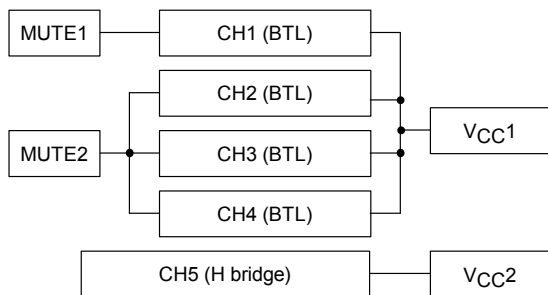 MUTE1
CH1 (BTL)
CH2 (BTL)
VCC1
MUTE2
CH3 (BTL)
CH4 (BTL)
CH5 (H bridge)
VCC2